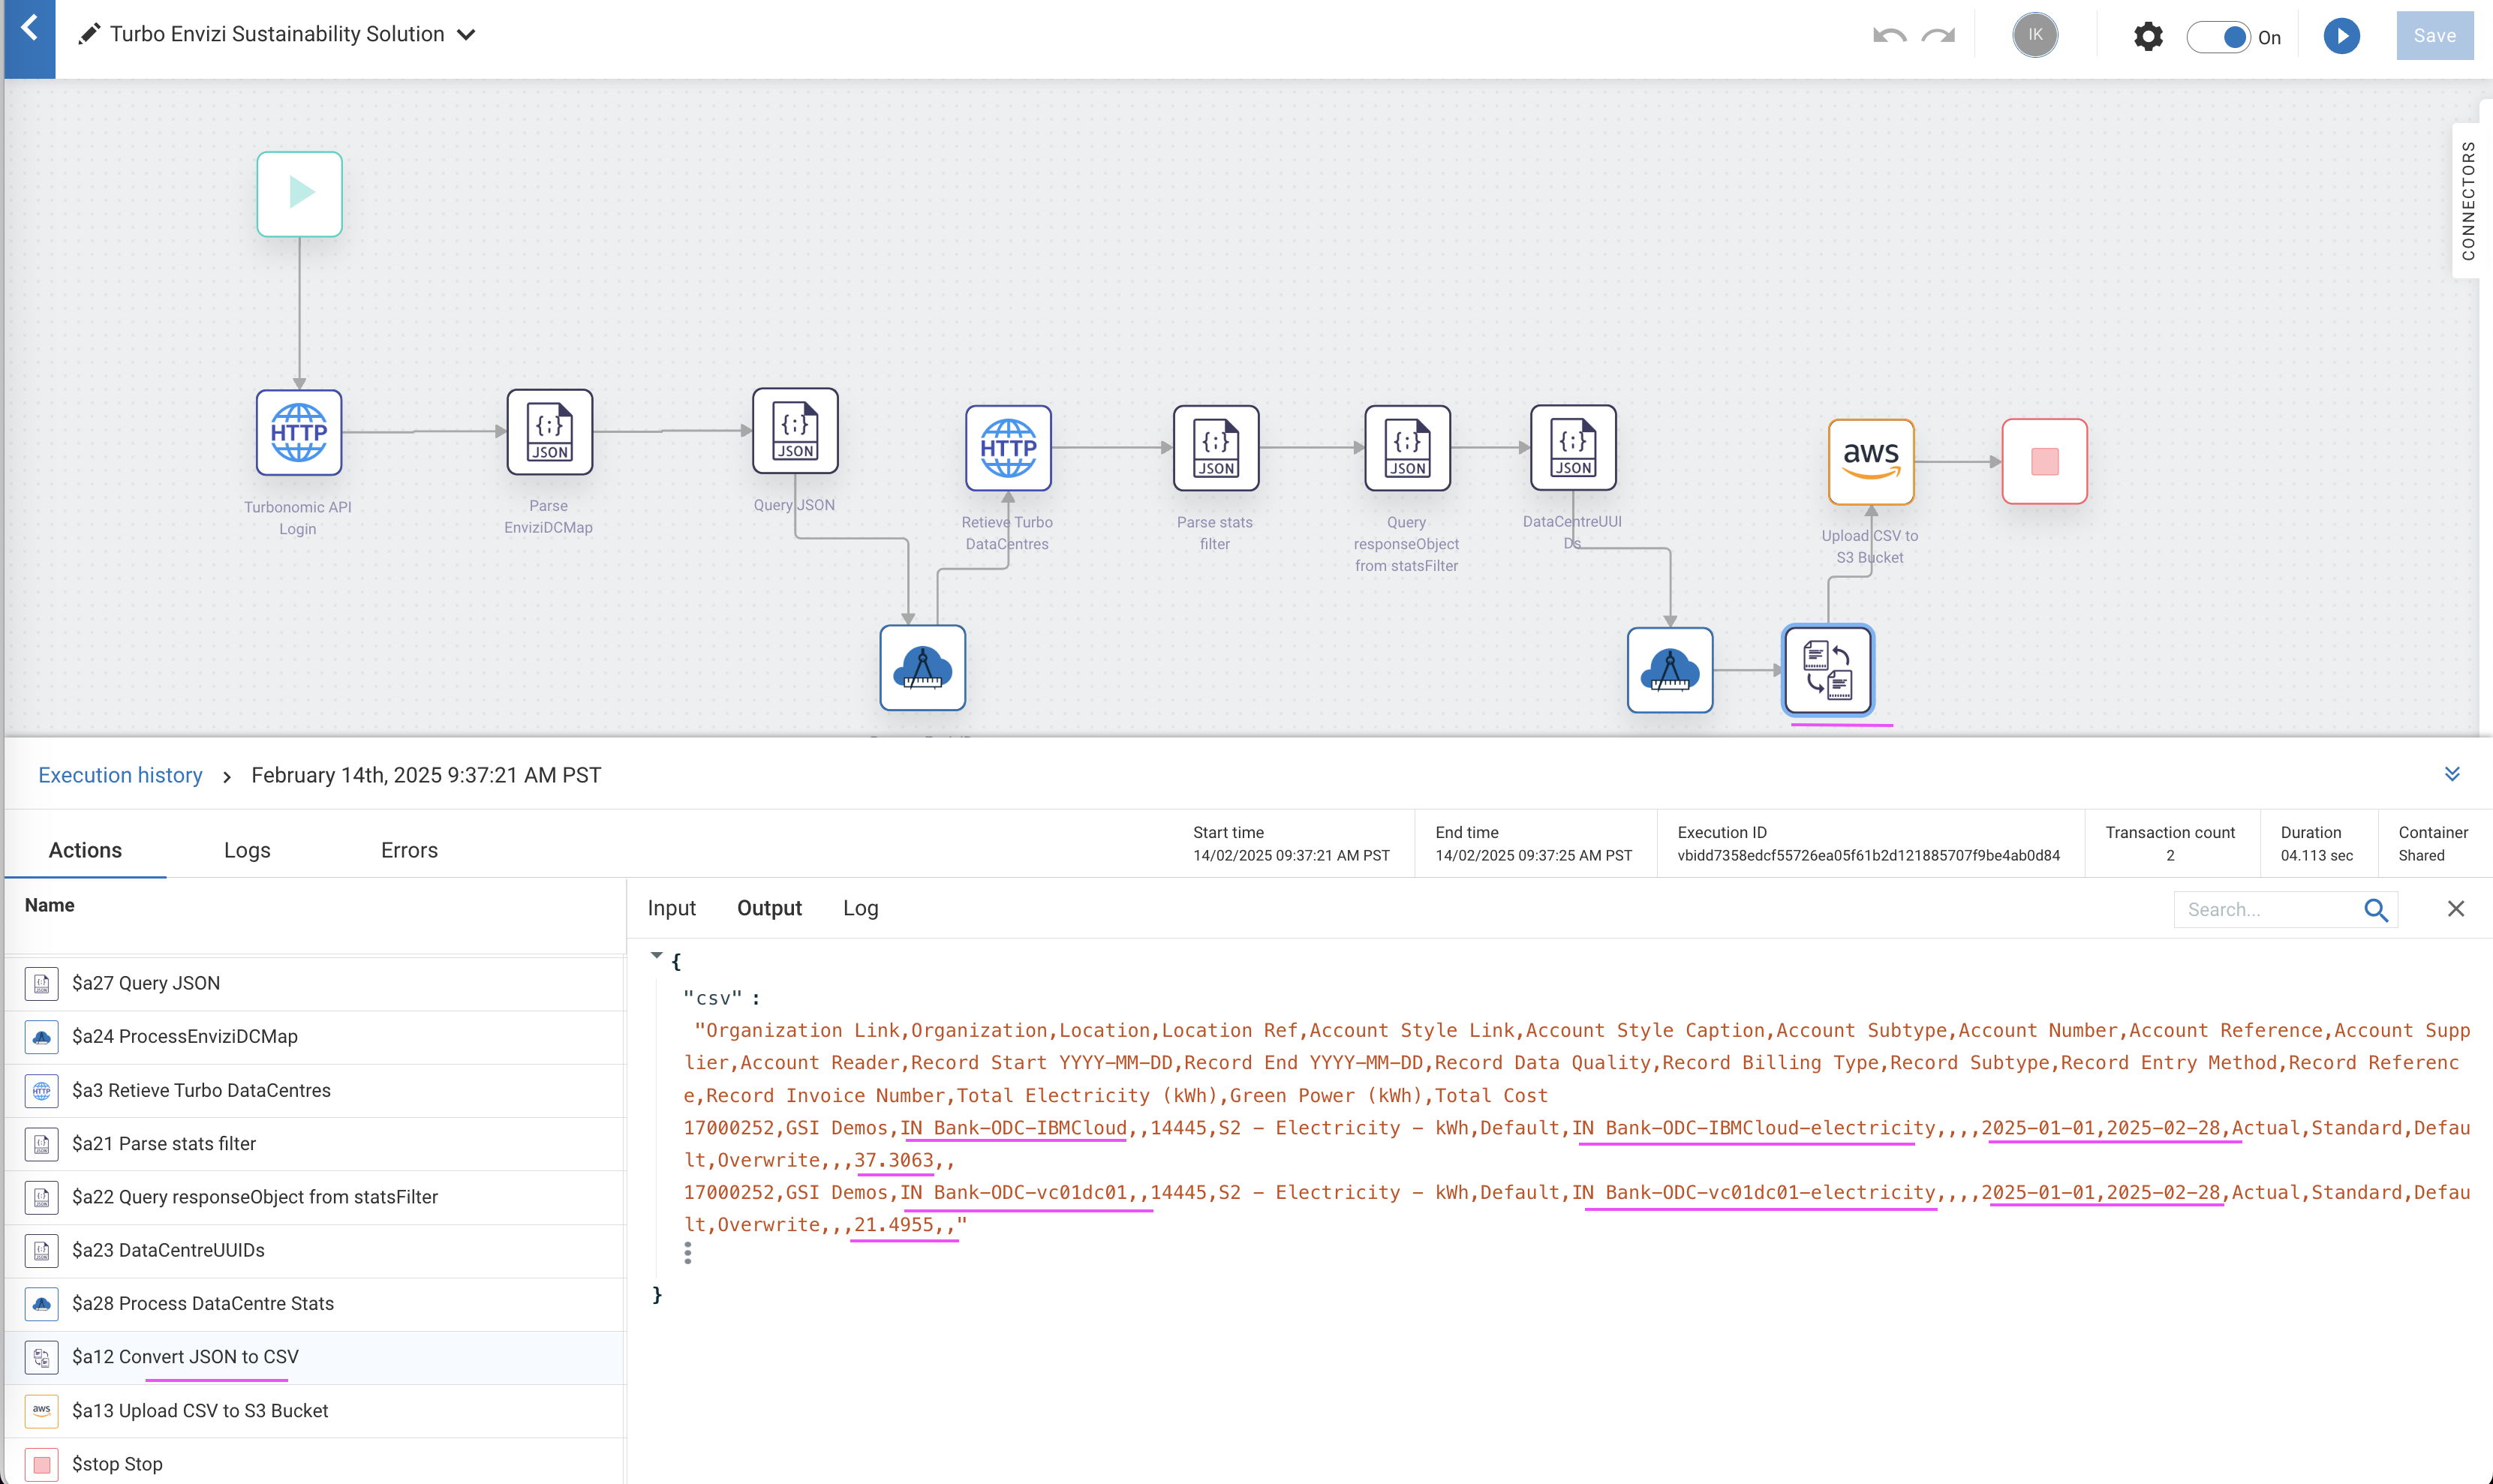 Turbo Envizi Sustainability Solution
IK
On
Save
CONNECTORS
HTTP
Turbonomic API
Login
{;}
JSON
Parse
EnviziDCMap
{;}
JSON
Query JSON
HTTP
Retieve Turbo
DataCentres
{;}
JSON
Parse stats
filter
{;}
JSON
Query
responseObject
from statsFilter
{;}
JSON
DataCentreUUI
Ds
aws
Upload CSV to
S3 Bucket
Execution history > February 14th, 2025 9:37:21 AM PST
Actions
Logs
Errors
Start time
14/02/2025 09:37:21 AM PST
End time
14/02/2025 09:37:25 AM PST
Execution ID
vbidd7358edcf55726ea05f61b2d121885707f9be4ab0d84
Transaction count
2
Duration
04.113 sec
Container
Shared
Name
$a27 Query JSON
$a24 ProcessEnviziDCMap
$a3 Retieve Turbo DataCentres
$a21 Parse stats filter
$a22 Query responseObject from statsFilter
$a23 DataCentreUUIDs
$a28 Process DataCentre Stats
$a12 Convert JSON to CSV
aws
$a13 Upload CSV to S3 Bucket
$stop Stop
Input
Output
Log
Search...
{
"csv" :
"Organization Link,Organization,Location,Location Ref,Account Style Link,Account Style Caption,Account Subtype,Account Number,Account Reference,Account Supp
lier,Account Reader,Record Start YYYY-MM-DD,Record End YYYY-MM-DD,Record Data Quality,Record Billing Type,Record Subtype,Record Entry Method,Record Referenc
e,Record Invoice Number,Total Electricity (kWh),Green Power (kWh),Total Cost
17000252,GSI Demos,IN Bank-ODC-IBMCloud,,14445,S2 - Electricity - kWh,Default,IN Bank-ODC-IBMCloud-electricity,,,,2025-01-01,2025-02-28,Actual,Standard,Defau
lt,Overwrite,,,37.3063,,
17000252,GSI Demos,IN Bank-ODC-vc01dc01,,14445,S2 - Electricity - kWh,Default,IN Bank-ODC-vc01dc01-electricity,,,,2025-01-01,2025-02-28,Actual,Standard,Defau
lt,Overwrite,,,21.4955,,"
}